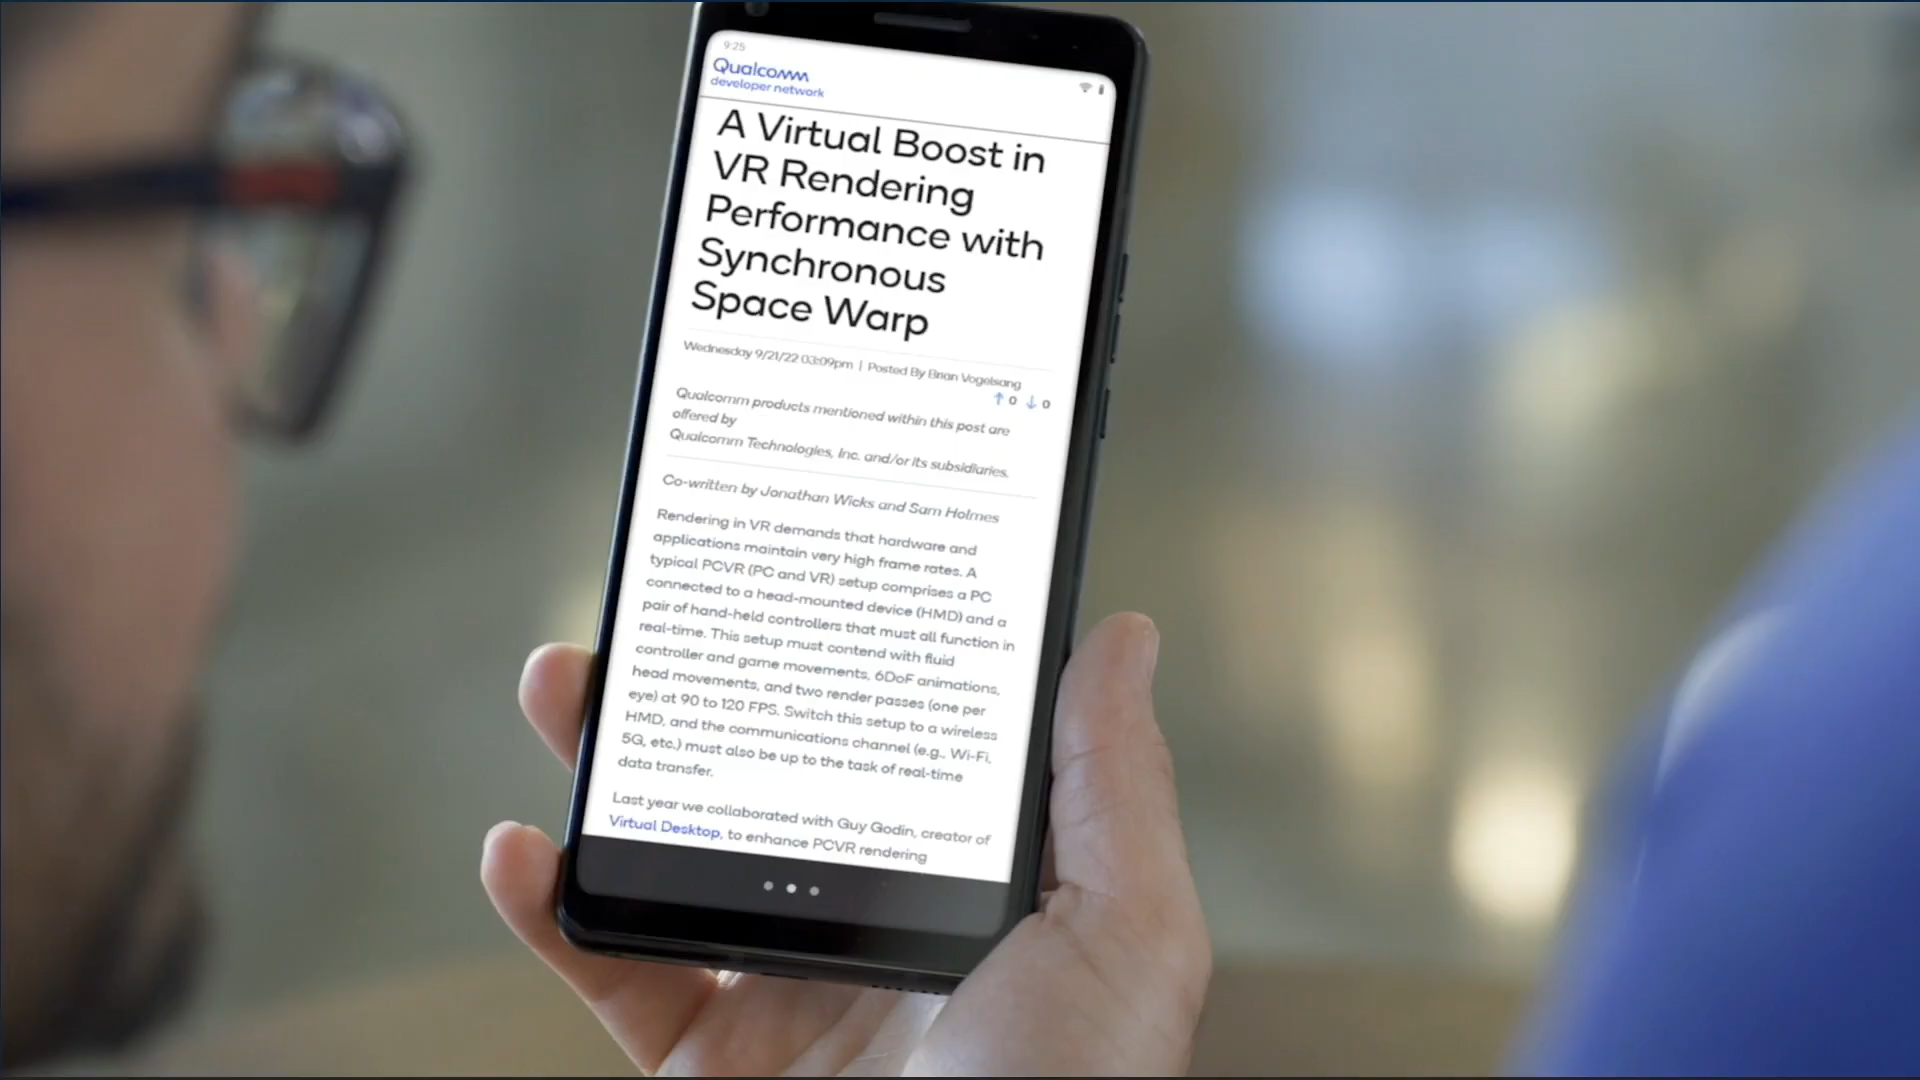 9:25
Qualcomm
developer network
A Virtual Boost in
VR Rendering
Performance with
Synchronous
Space Warp
Wednesday 9/21/22 03:09pm | Posted By Brian Vogelsang
↑ 0 ↓ 0
Qualcomm products mentioned within this post are
offered by
Qualcomm Technologies, Inc. and/or its subsidiaries.
Co-written by Jonathan Wicks and Sam Holmes
Rendering in VR demands that hardware and
applications maintain very high frame rates. A
typical PCVR (PC and VR) setup comprises a PC
connected to a head-mounted device (HMD) and a
pair of hand-held controllers that must all function in
real-time. This setup must contend with fluid
controller and game movements, 6DoF animations,
head movements, and two render passes (one per
eye) at 90 to 120 FPS. Switch this setup to a wireless
HMD, and the communications channel (e.g., Wi-Fi,
5G, etc.) must also be up to the task of real-time
data transfer.
Last year we collaborated with Guy Godin, creator of
Virtual Desktop, to enhance PCVR rendering